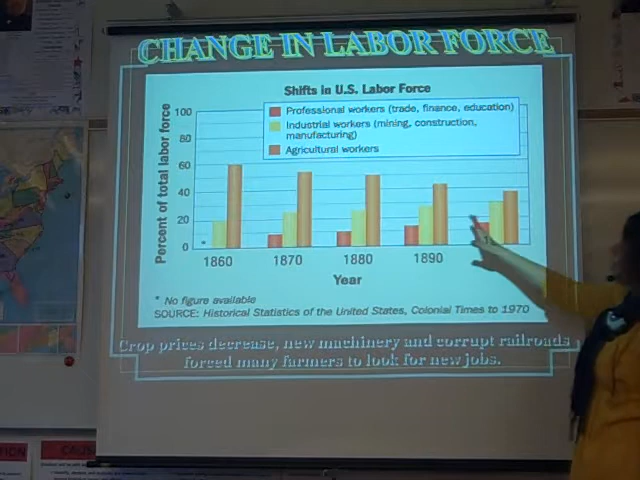 CHANGE IN LABOR FORCE
Shifts in U.S. Labor Force
Professional workers (trade, finance, education)
Industrial workers (mining, construction,
manufacturing)
Agricultural workers
Percent of total labor force
100
80
60
40
20
0
*
1860
1870
1880
1890
Year
* No figure available
SOURCE: Historical Statistics of the United States, Colonial Times to 1970
Crop prices decrease, new machinery and corrupt railroads
forced many farmers to look for new jobs.